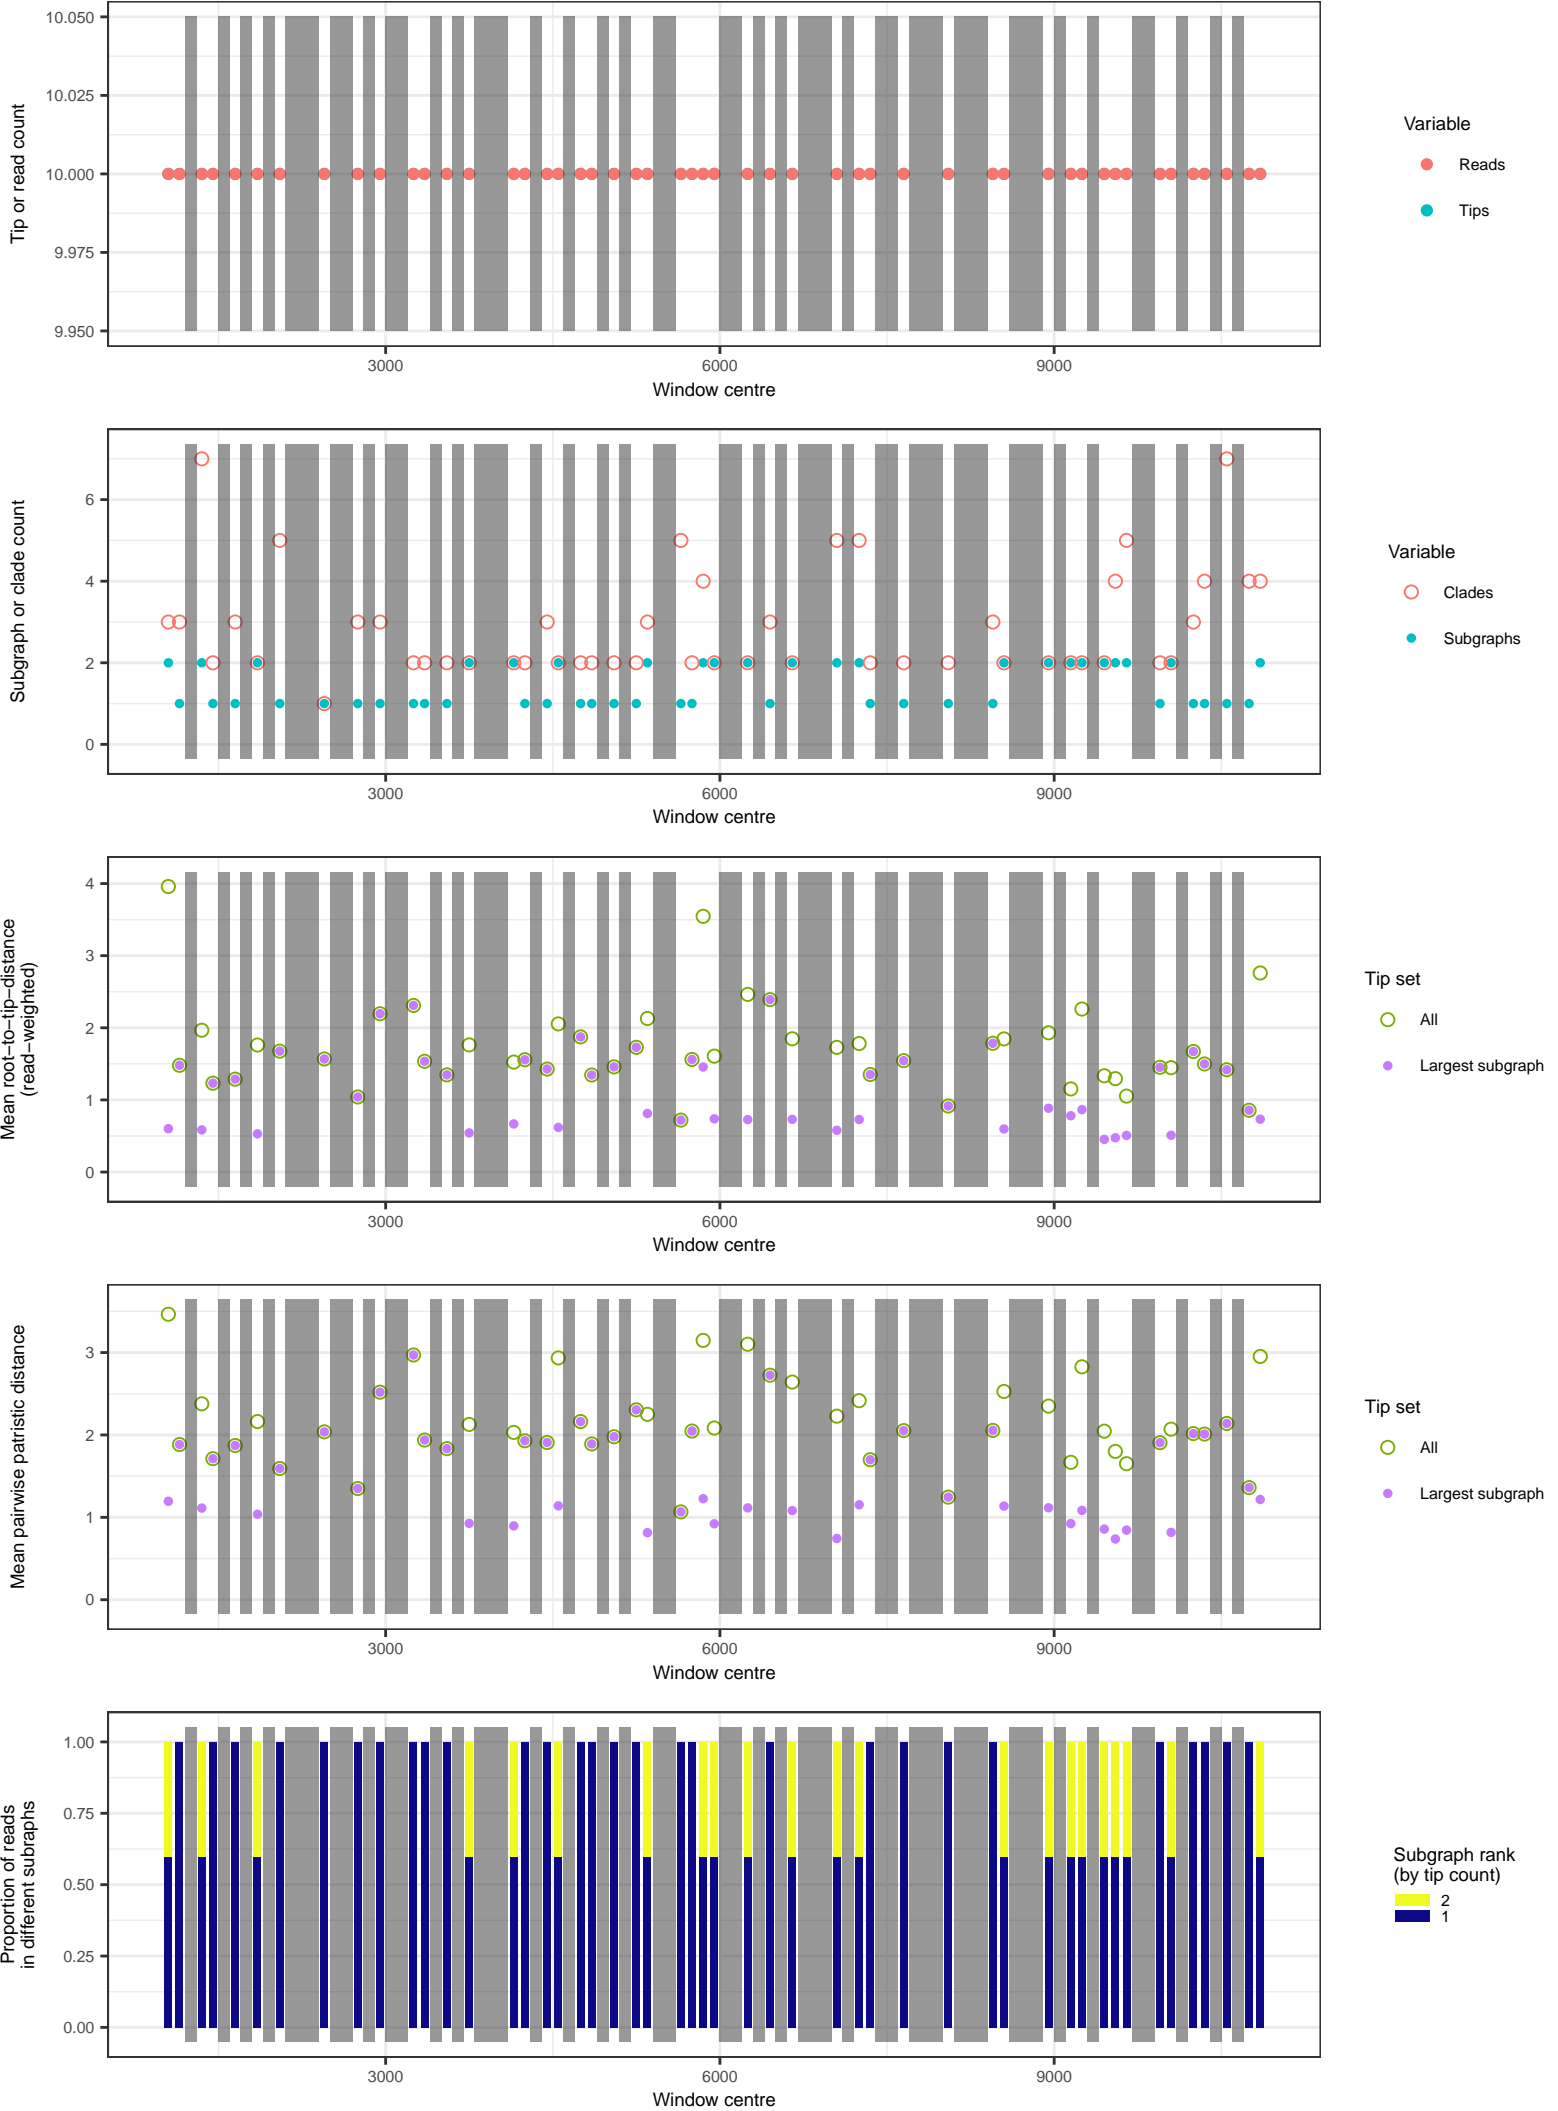 10.050
10.025
10.000
9.975
9.950
Tip or read count
3000
6000
9000
Window centre
Variable
Reads
Tips
6
4
2
0
Subgraph or clade count
3000
6000
9000
Window centre
Variable
Clades
Subgraphs
4
3
2
1
0
Mean root−to−tip−distance
(read−weighted)
3000
6000
9000
Window centre
Tip set
All
Largest subgraph
3
2
1
0
Mean pairwise patristic distance
3000
6000
9000
Window centre
Tip set
All
Largest subgraph
1.00
0.75
0.50
0.25
0.00
Proportion of reads
in different subraphs
3000
6000
9000
Window centre
Subgraph rank
(by tip count)
2
1